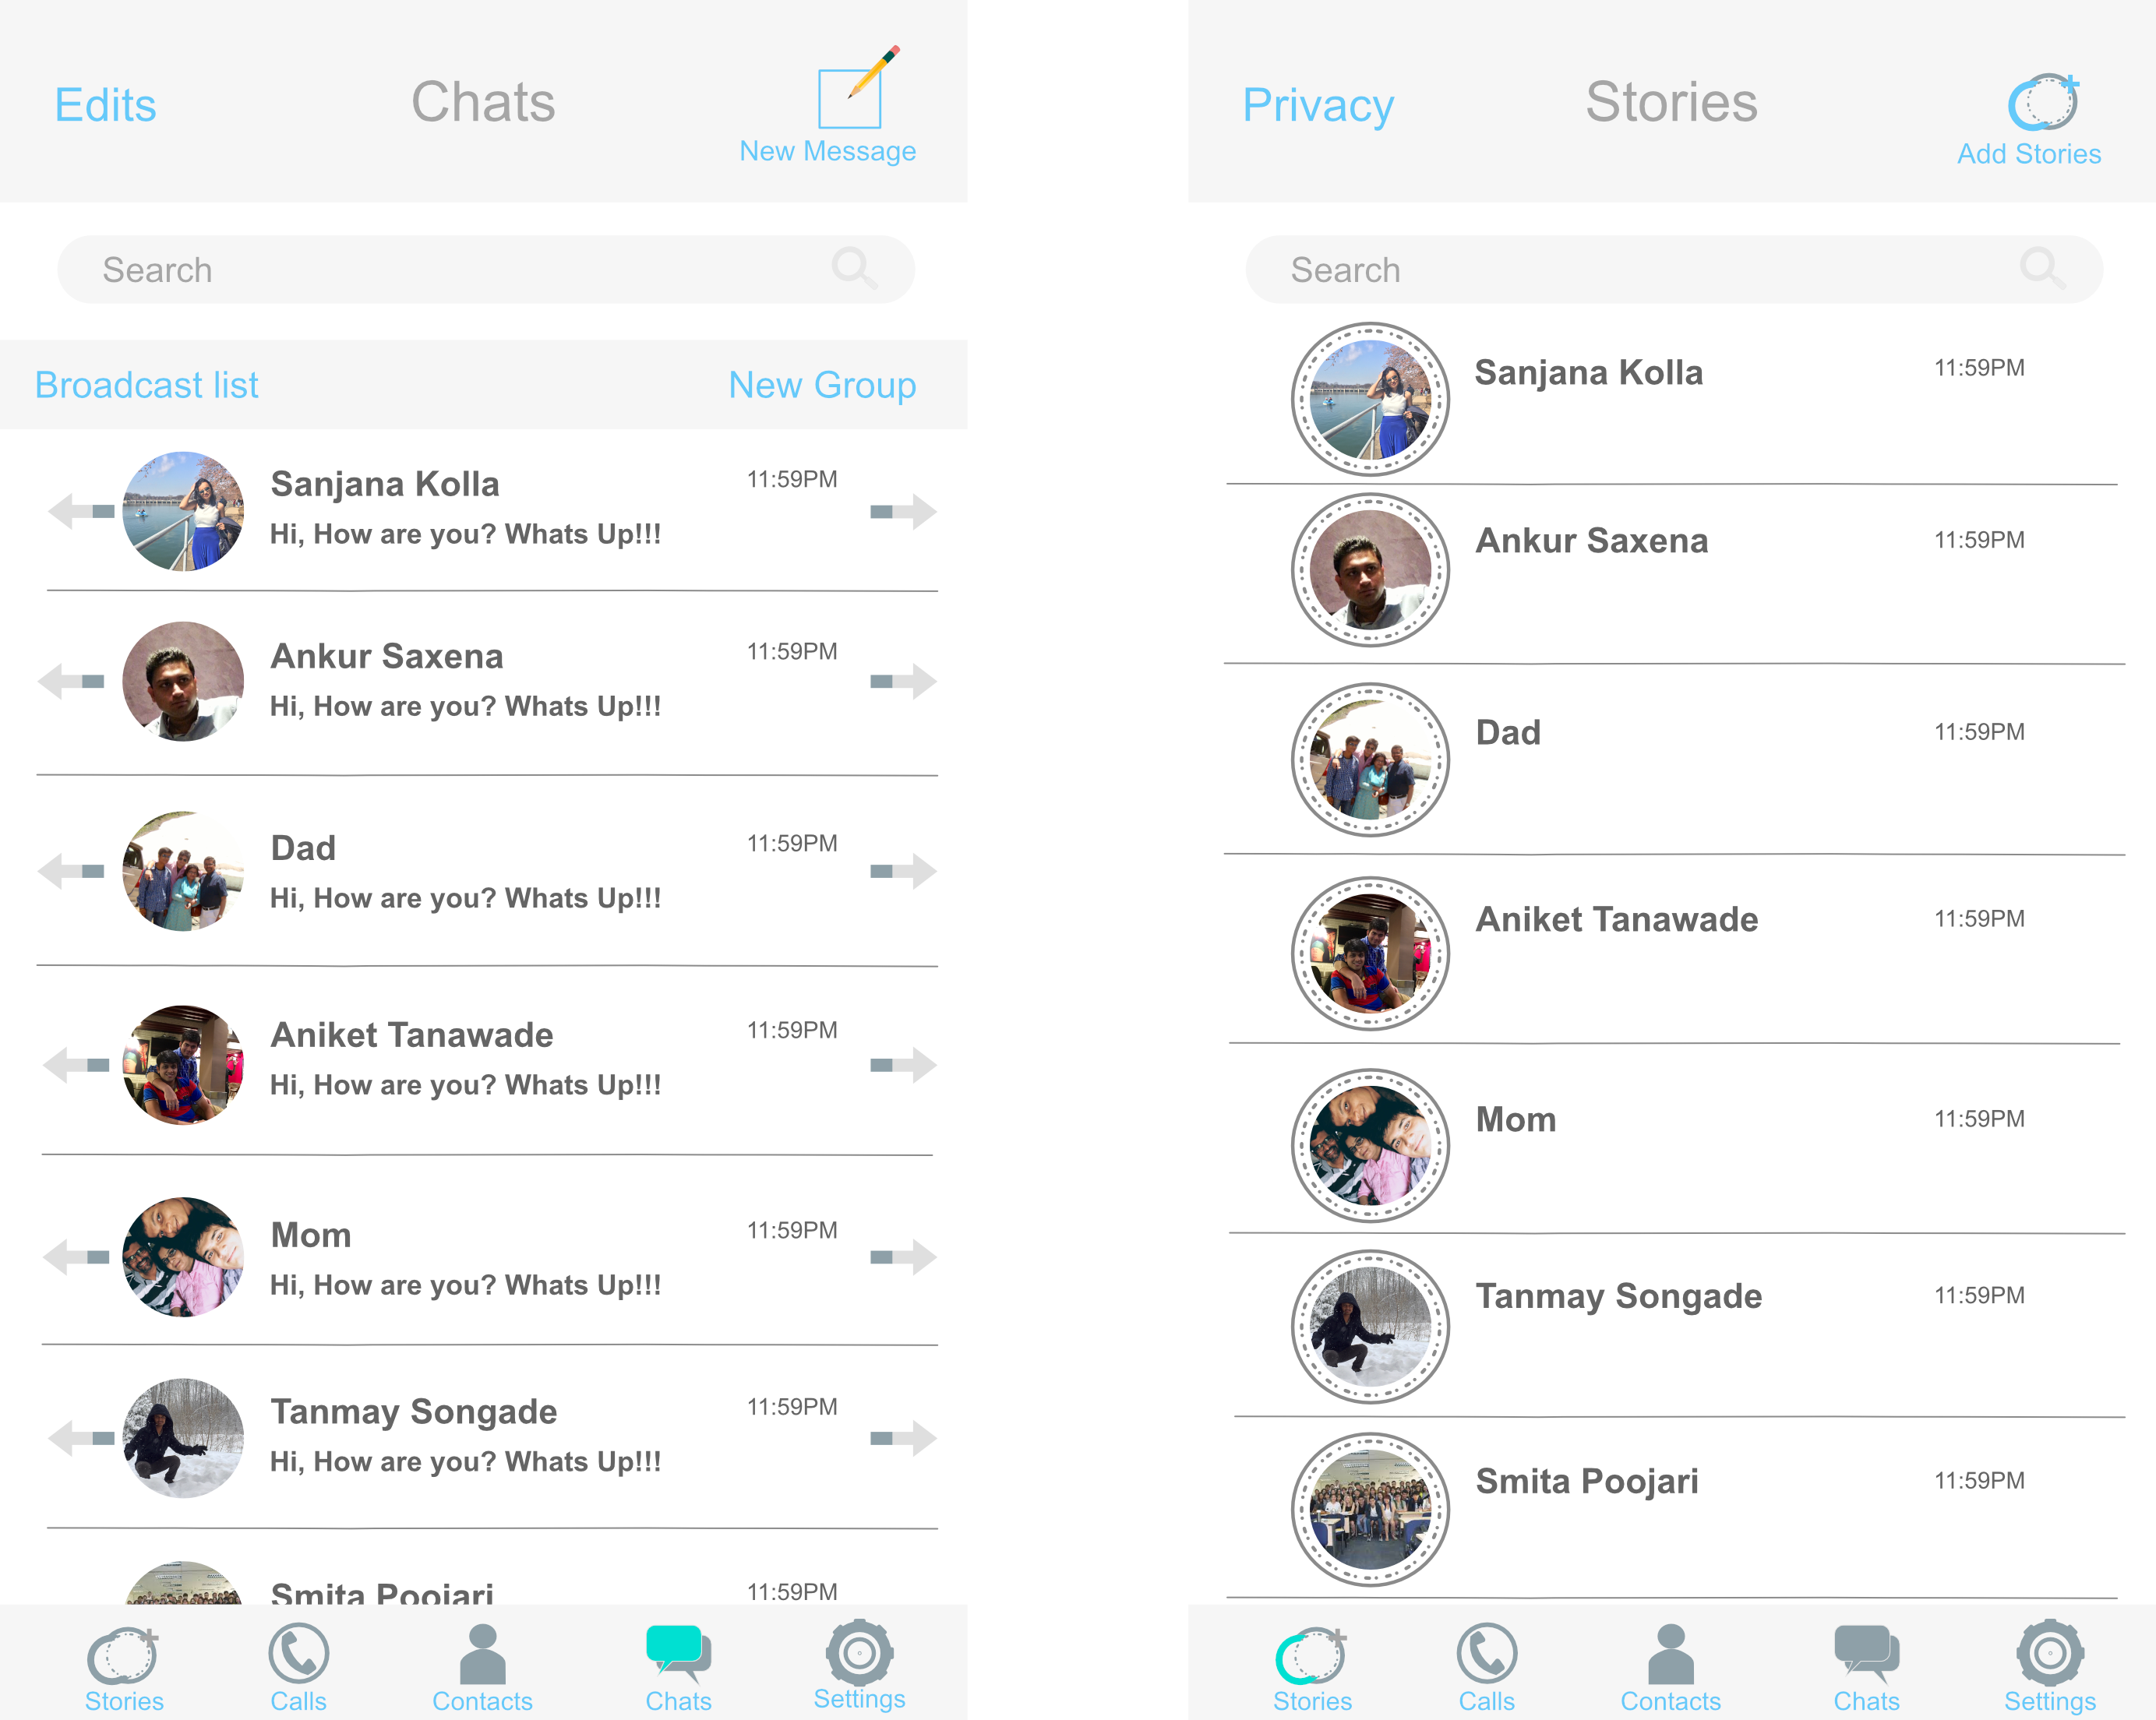 Edits
Chats
New Message
Search
Broadcast list
New Group
Sanjana Kolla
11:59PM
Hi, How are you? Whats Up!!!
Ankur Saxena
11:59PM
Hi, How are you? Whats Up!!!
Dad
11:59PM
Hi, How are you? Whats Up!!!
Aniket Tanawade
11:59PM
Hi, How are you? Whats Up!!!
Mom
11:59PM
Hi, How are you? Whats Up!!!
Tanmay Songade
11:59PM
Hi, How are you? Whats Up!!!
Smita Poojari
11:59PM
Stories
Calls
Contacts
Chats
Settings
Privacy
Stories
Add Stories
Search
Sanjana Kolla
11:59PM
Ankur Saxena
11:59PM
Dad
11:59PM
Aniket Tanawade
11:59PM
Mom
11:59PM
Tanmay Songade
11:59PM
Smita Poojari
11:59PM
Stories
Calls
Contacts
Chats
Settings